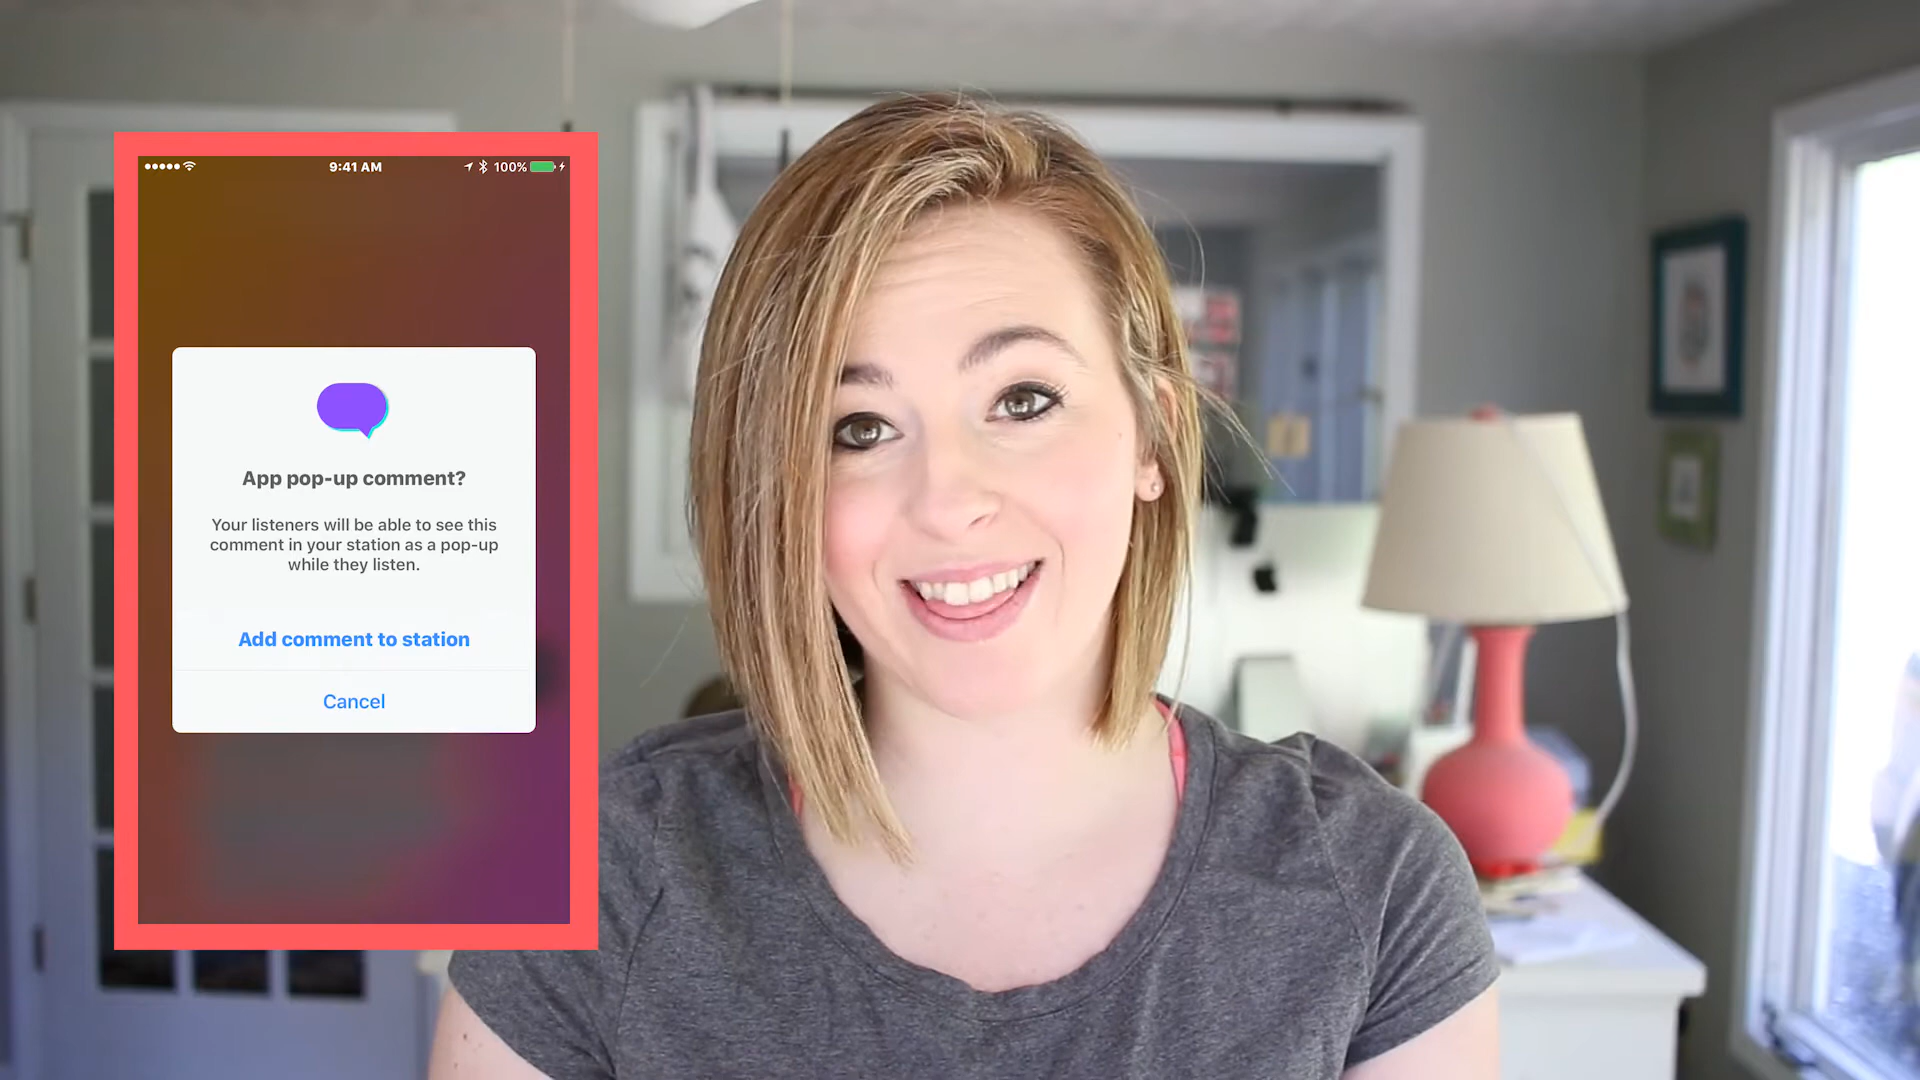 9:41 AM
100%
App pop-up comment?
Your listeners will be able to see this
comment in your station as a pop-up
while they listen.
Add comment to station
Cancel